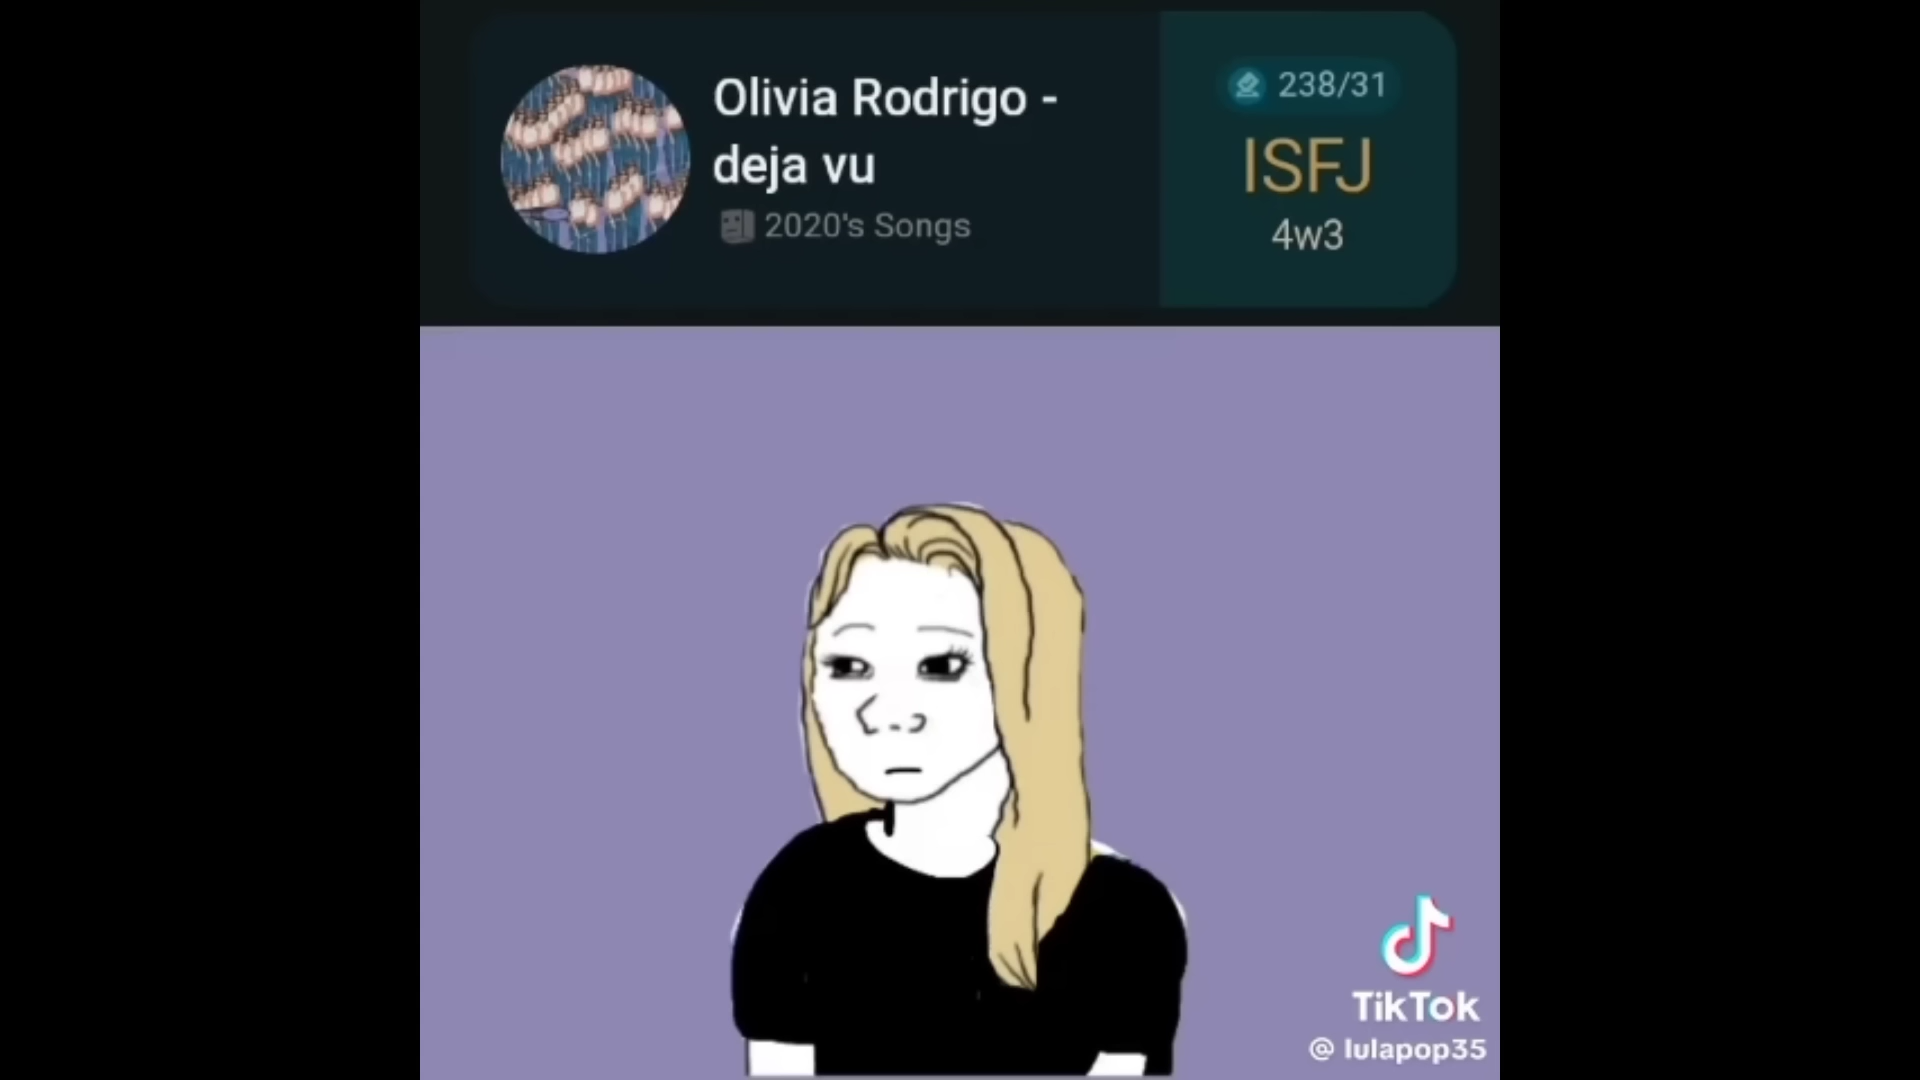 Olivia Rodrigo -
deja vu
2020's Songs
238/31
ISFJ
4w3
TikTok
@ lulapop35